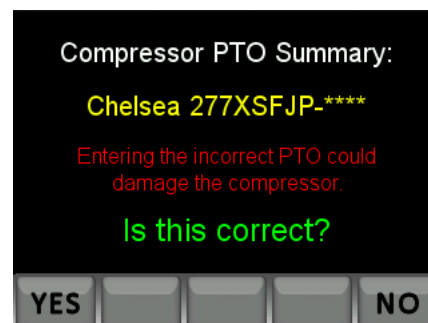 Compressor PTO Summary:
Chelsea 277XSFJP-****
Entering the incorrect PTO could
damage the compressor.
Is this correct?
YES NO